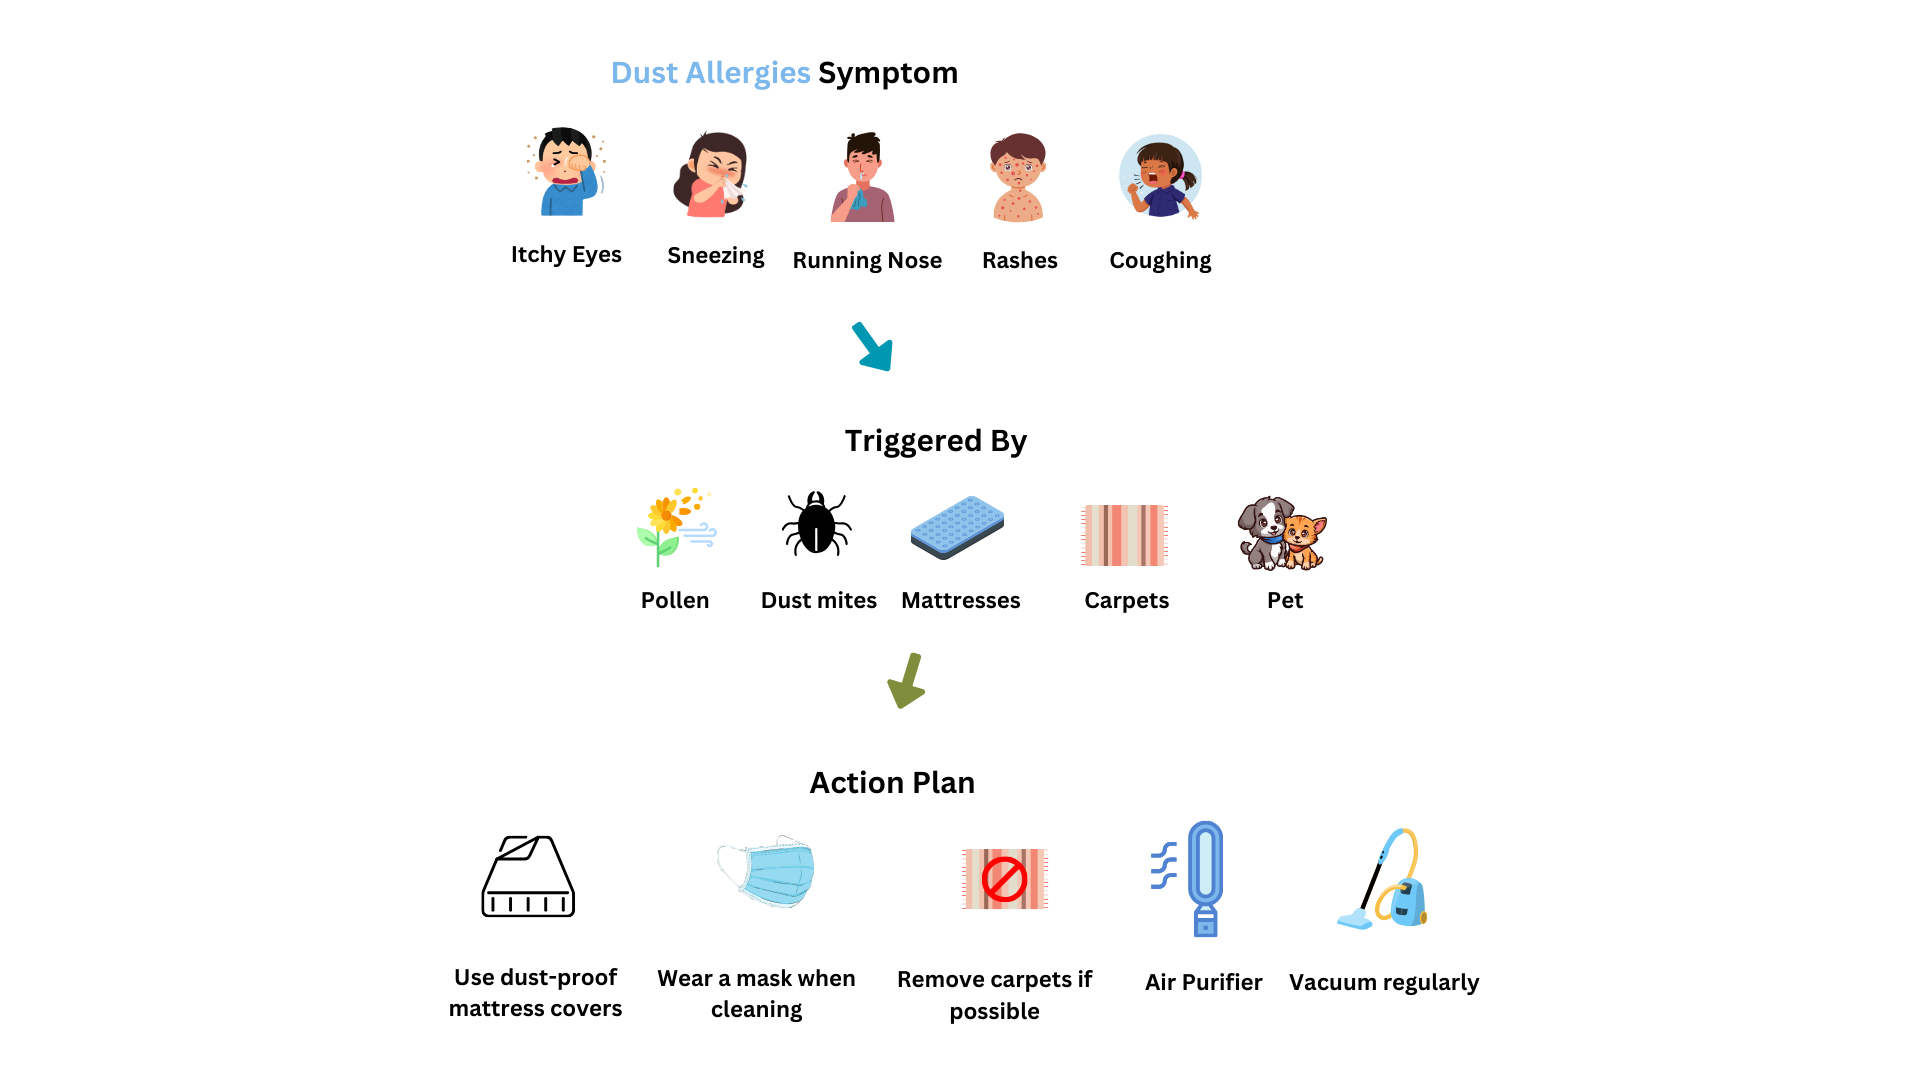 Dust Allergies Symptom
Itchy Eyes
Sneezing
Running Nose
Rashes
Coughing
Triggered By
Pollen
Dust mites
Mattresses
Carpets
Pet
Action Plan
Use dust-proof
mattress covers
Wear a mask when
cleaning
Remove carpets if
possible
Air Purifier
Vacuum regularly